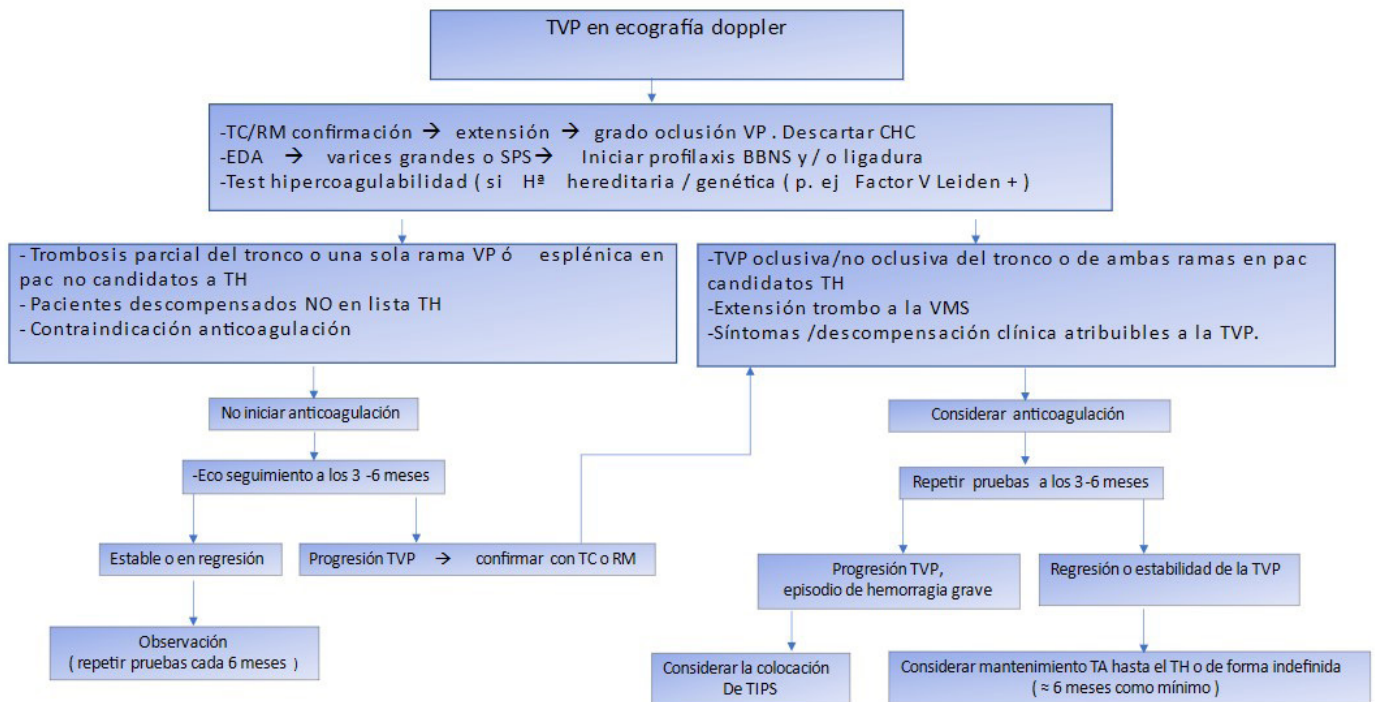 TVP en ecografía doppler
-TC/RM confirmación → extensión → grado oclusión VP . Descartar CHC
-EDA → varices grandes o SPS→ Iniciar profilaxis BBNS y / o ligadura
-Test hipercoagulabilidad ( si Hª hereditaria / genética ( p. ej Factor V Leiden + )
- Trombosis parcial del tronco o una sola rama VP ó esplénica en
pac no candidatos a TH
- Pacientes descompensados NO en lista TH
- Contraindicación anticoagulación
-TVP oclusiva/no oclusiva del tronco o de ambas ramas en pac
candidatos TH
-Extensión trombo a la VMS
-Síntomas /descompensación clínica atribuibles a la TVP.
No iniciar anticoagulación
Considerar anticoagulación
-Eco seguimiento a los 3 -6 meses
Repetir pruebas a los 3-6 meses
Estable o en regresión
Progresión TVP → confirmar con TC o RM
Progresión TVP,
episodio de hemorragia grave
Regresión o estabilidad de la TVP
Observación
( repetir pruebas cada 6 meses )
Considerar la colocación
De TIPS
Considerar mantenimiento TA hasta el TH o de forma indefinida
( ≈ 6 meses como mínimo )